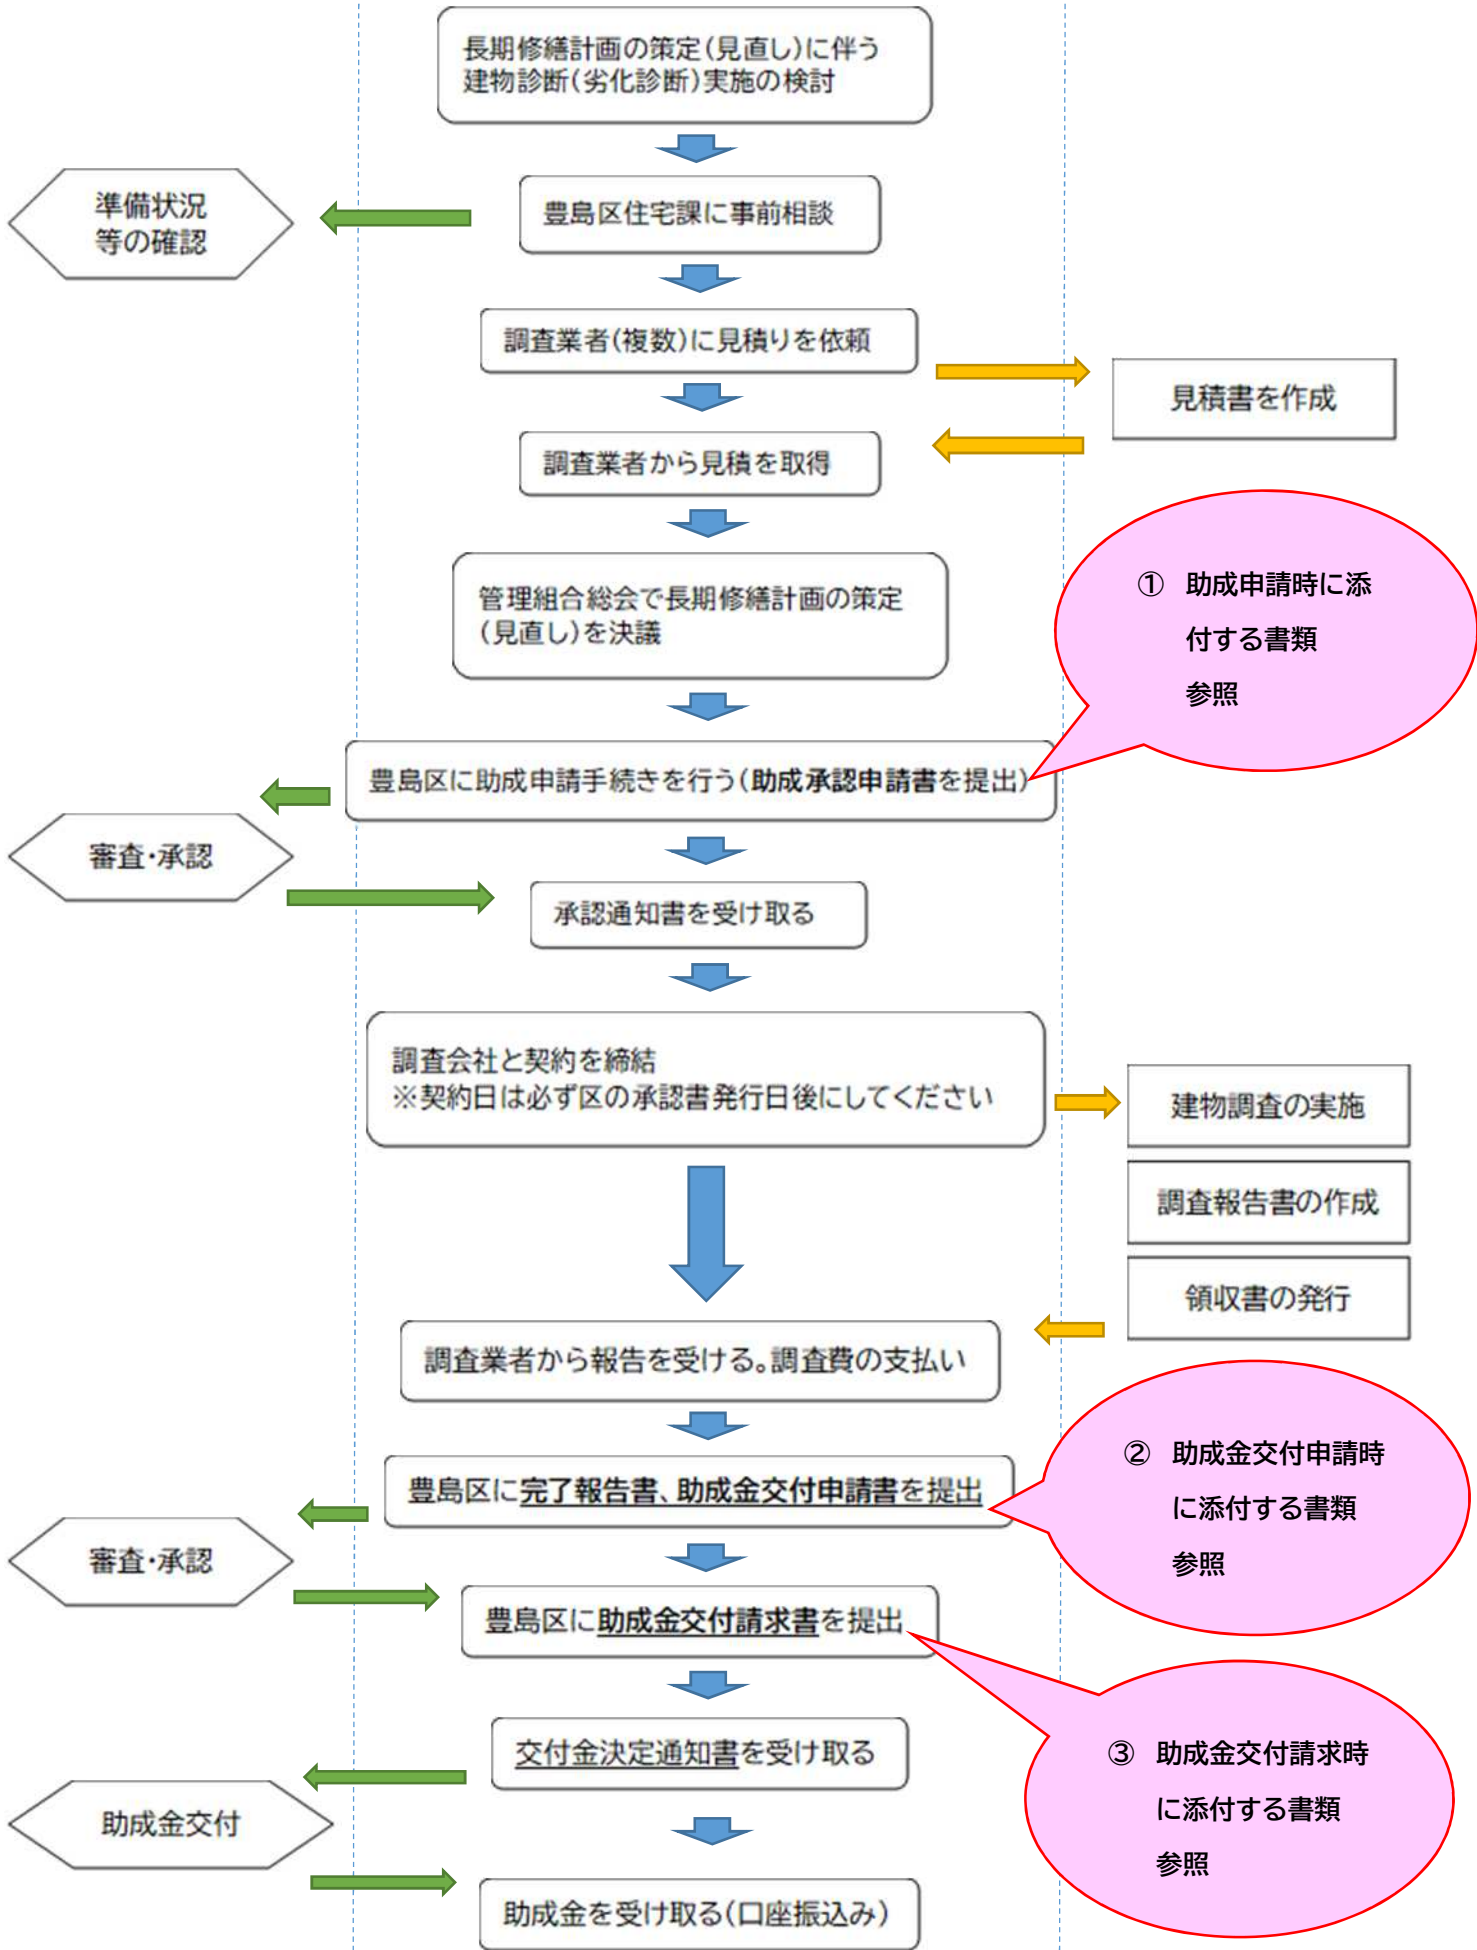 長期修繕計画の策定(見直し)に伴う
建物診断(劣化診断)実施の検討
準備状況
等の確認
豊島区住宅課に事前相談
調査業者(複数)に見積りを依頼
見積書を作成
調査業者から見積を取得
① 助成申請時に添
付する書類
参照
管理組合総会で長期修繕計画の策定
(見直し)を決議
豊島区に助成申請手続きを行う(助成承認申請書を提出)
審査・承認
承認通知書を受け取る
調査会社と契約を締結
※契約日は必ず区の承認書発行日後にしてください
建物調査の実施
調査報告書の作成
領収書の発行
調査業者から報告を受ける。調査費の支払い
② 助成金交付申請時
に添付する書類
参照
豊島区に完了報告書、助成金交付申請書を提出
審査・承認
豊島区に助成金交付請求書を提出
③ 助成金交付請求時
に添付する書類
参照
交付金決定通知書を受け取る
助成金交付
助成金を受け取る(口座振込み)